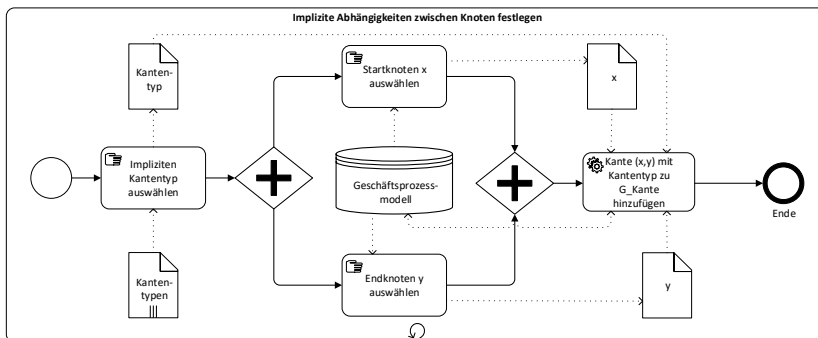 Implizite Abhängigkeiten zwischen Knoten festlegen
Kanten-
typ
Startknoten x
auswählen
x
Impliziten
Kantentyp
auswählen
Geschäftsprozess-
modell
Kante (x,y) mit
Kantentyp zu
G_Kante
hinzufügen
Ende
Kanten-
typen
Endknoten y
auswählen
y